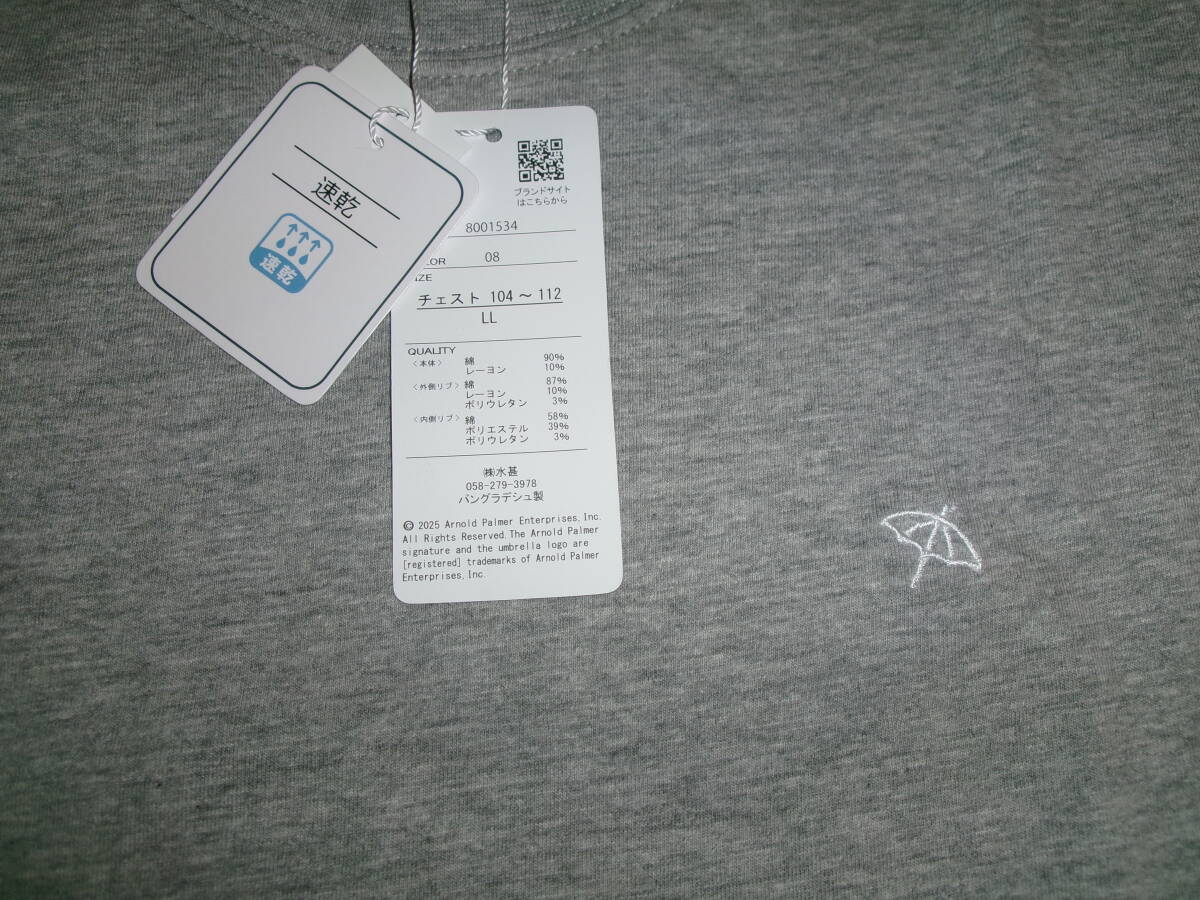 速乾
速乾
ブランドサイト
はこちらから
8001534
LOR 08
IZE
チェスト 104～112
LL
QUALITY
〈本体〉 綿 90%
レーヨン 10%
〈外側リブ〉 綿 87%
レーヨン 10%
ポリウレタン 3%
〈内側リブ〉 綿 58%
ポリエステル 39%
ポリウレタン 3%
㈱水甚
058-279-3978
バングラデシュ製
© 2025 Arnold Palmer Enterprises, Inc.
All Rights Reserved. The Arnold Palmer
signature and the umbrella logo are
[registered] trademarks of Arnold Palmer
Enterprises, Inc.